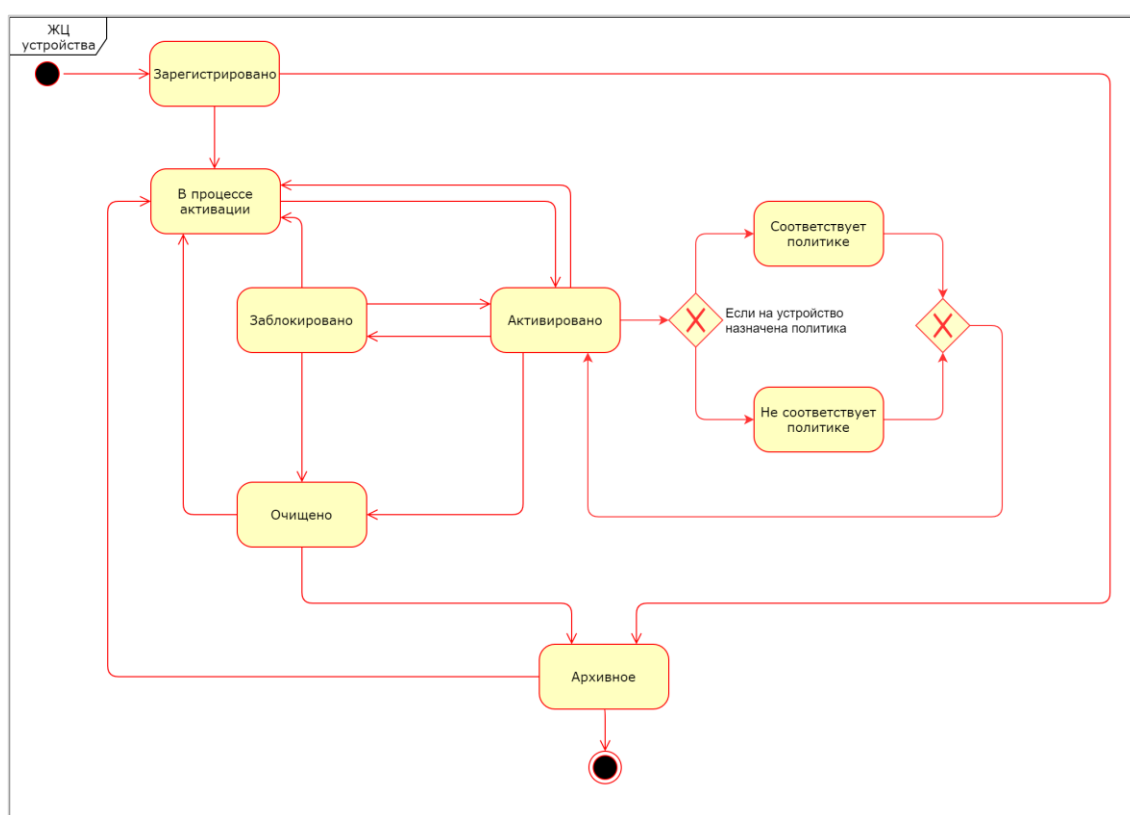 ЖЦ
устройства
Зарегистрировано
В процессе
активации
Соответствует
политике
Заблокировано
Активировано
Если на устройство
назначена политика
Не соответствует
политике
Очищено
Архивное